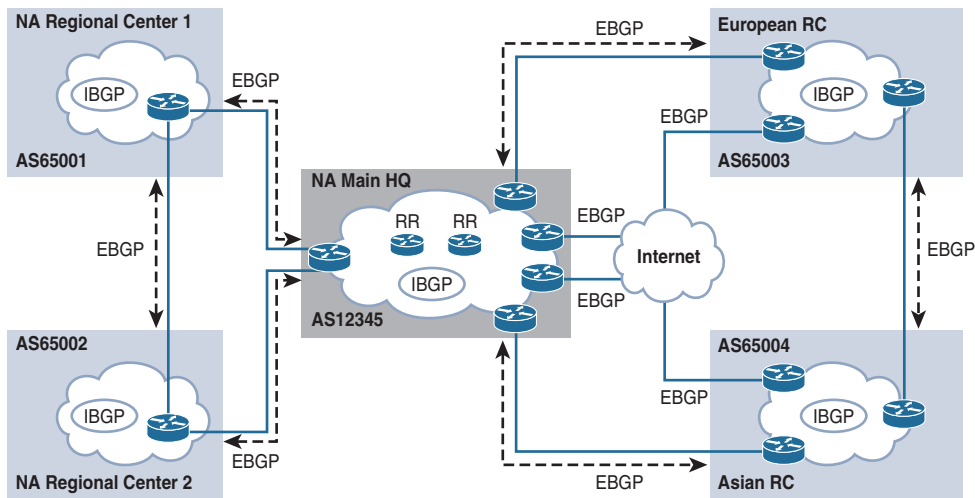 NA Regional Center 1
IBGP
AS65001
EBGP
EBGP
AS65002
IBGP
NA Regional Center 2
EBGP
EBGP
NA Main HQ
RR RR
IBGP
AS12345
EBGP
EBGP
Internet
EBGP
EBGP
EBGP
European RC
IBGP
AS65003
EBGP
AS65004
IBGP
Asian RC